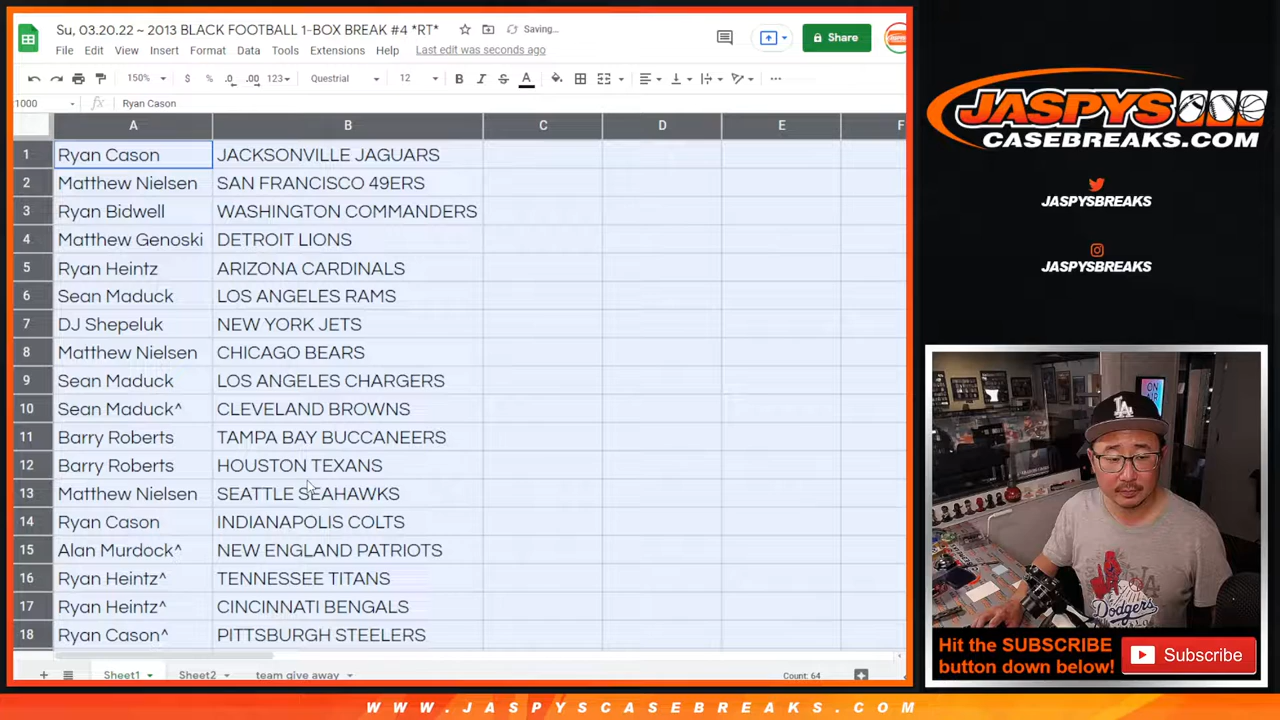 Su, 03.20.22 ~ 2013 BLACK FOOTBALL 1-BOX BREAK #4 *RT*
Saving...
File Edit View Insert Format Data Tools Extensions Help Last edit was seconds ago
Share
150% $ % .0 .00 123 Questrial 12 B I S A
1000 fx Ryan Cason
A B C D E F
1 Ryan Cason JACKSONVILLE JAGUARS
2 Matthew Nielsen SAN FRANCISCO 49ERS
3 Ryan Bidwell WASHINGTON COMMANDERS
4 Matthew Genoski DETROIT LIONS
5 Ryan Heintz ARIZONA CARDINALS
6 Sean Maduck LOS ANGELES RAMS
7 DJ Shepeluk NEW YORK JETS
8 Matthew Nielsen CHICAGO BEARS
9 Sean Maduck LOS ANGELES CHARGERS
10 Sean Maduck^ CLEVELAND BROWNS
11 Barry Roberts TAMPA BAY BUCCANEERS
12 Barry Roberts HOUSTON TEXANS
13 Matthew Nielsen SEATTLE SEAHAWKS
14 Ryan Cason INDIANAPOLIS COLTS
15 Alan Murdock^ NEW ENGLAND PATRIOTS
16 Ryan Heintz^ TENNESSEE TITANS
17 Ryan Heintz^ CINCINNATI BENGALS
18 Ryan Cason^ PITTSBURGH STEELERS
Sheet1 Sheet2 team give away Count: 64
JASPYS
CASEBREAKS.COM
JASPYSBREAKS
JASPYSBREAKS
ON AIR
LA
Dodgers
Hit the SUBSCRIBE
button down below!
Subscribe
WWW.JASPYSCASEBREAKS.COM